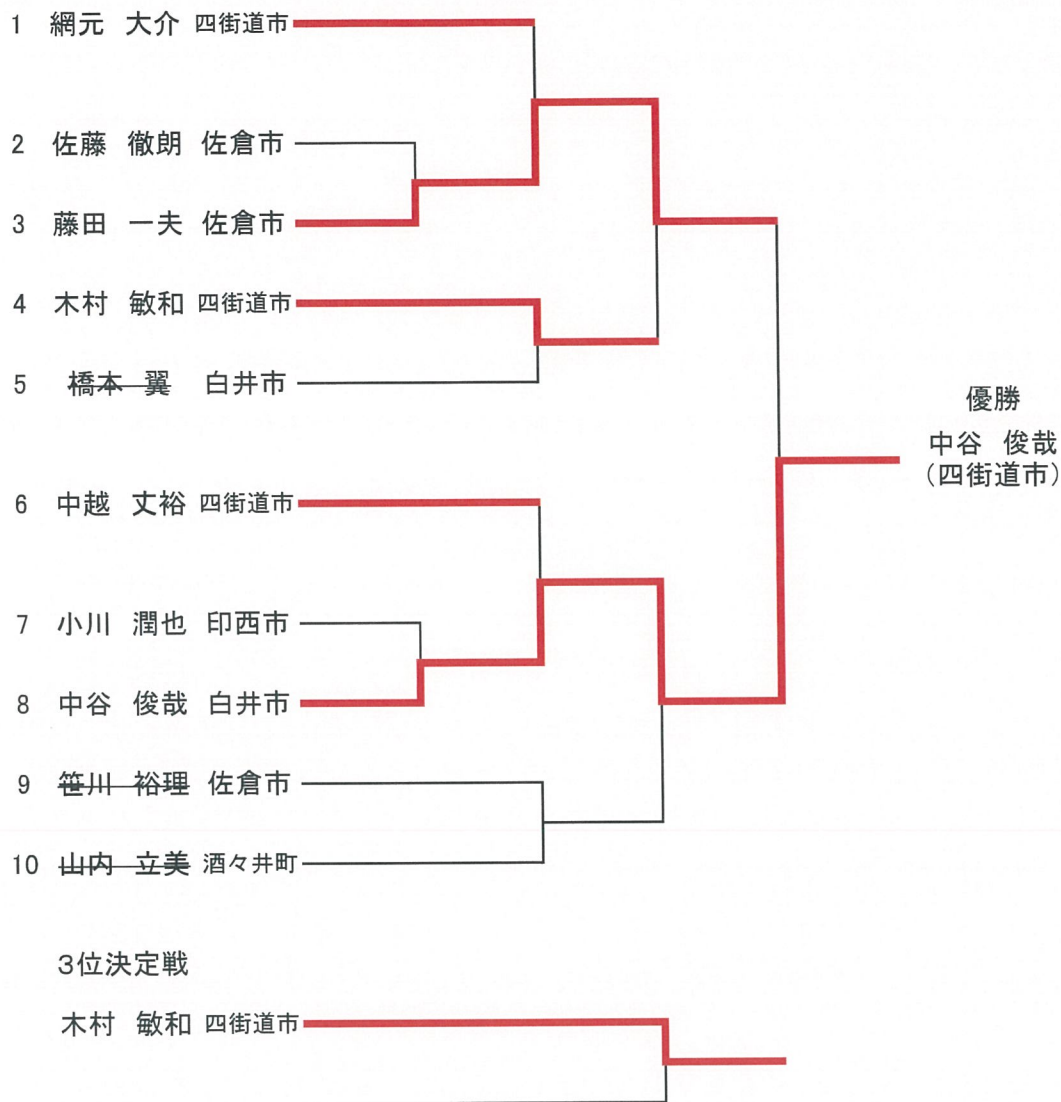 1 網元 大介 四街道市
2 佐藤 徹朗 佐倉市
3 藤田 一夫 佐倉市
4 木村 敏和 四街道市
5 橋本 翼 白井市
優勝
中谷 俊哉
(四街道市)
6 中越 丈裕 四街道市
7 小川 潤也 印西市
8 中谷 俊哉 白井市
9 笹川 裕理 佐倉市
10 山内 立美 酒々井町
3位決定戦
木村 敏和 四街道市